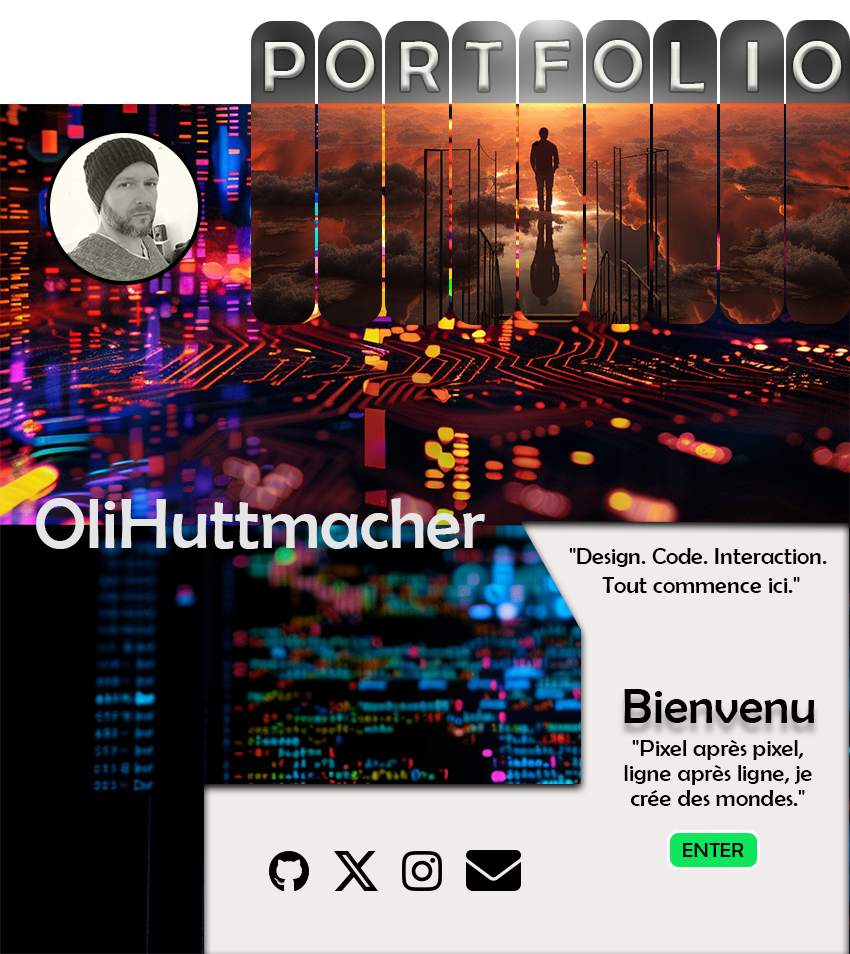 PORTFOLIO
OliHuttmacher
"Design. Code. Interaction.
Tout commence ici."
Bienvenu
"Pixel après pixel,
ligne après ligne, je
crée des mondes."
ENTER